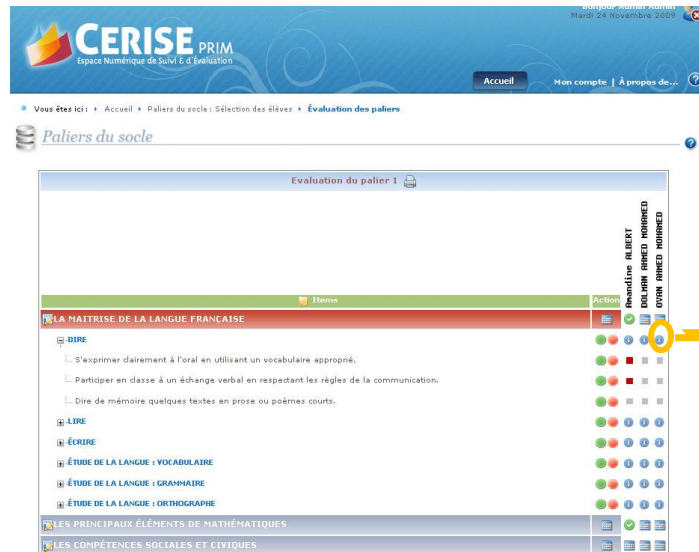 Bonjour Admin Admin
Mardi 24 Novembre 2009
CERISE PRIM
Espace Numérique de Suivi & d'Evaluation
Accueil Mon compte | À propos de...
Vous êtes ici : Accueil Paliers du socle : Sélection des élèves Évaluation des paliers
Paliers du socle
Evaluation du palier 1
Items Action Amandine ALBERT DOLMAN AHMED MOHAMED OVAN AHMED MOHAMED
LA MAITRISE DE LA LANGUE FRANÇAISE
DIRE
S'exprimer clairement à l'oral en utilisant un vocabulaire approprié.
Participer en classe à un échange verbal en respectant les règles de la communication.
Dire de mémoire quelques textes en prose ou poèmes courts.
LIRE
ÉCRIRE
ÉTUDE DE LA LANGUE : VOCABULAIRE
ÉTUDE DE LA LANGUE : GRAMMAIRE
ÉTUDE DE LA LANGUE : ORTHOGRAPHE
LES PRINCIPAUX ÉLÉMENTS DE MATHÉMATIQUES
LES COMPÉTENCES SOCIALES ET CIVIQUES